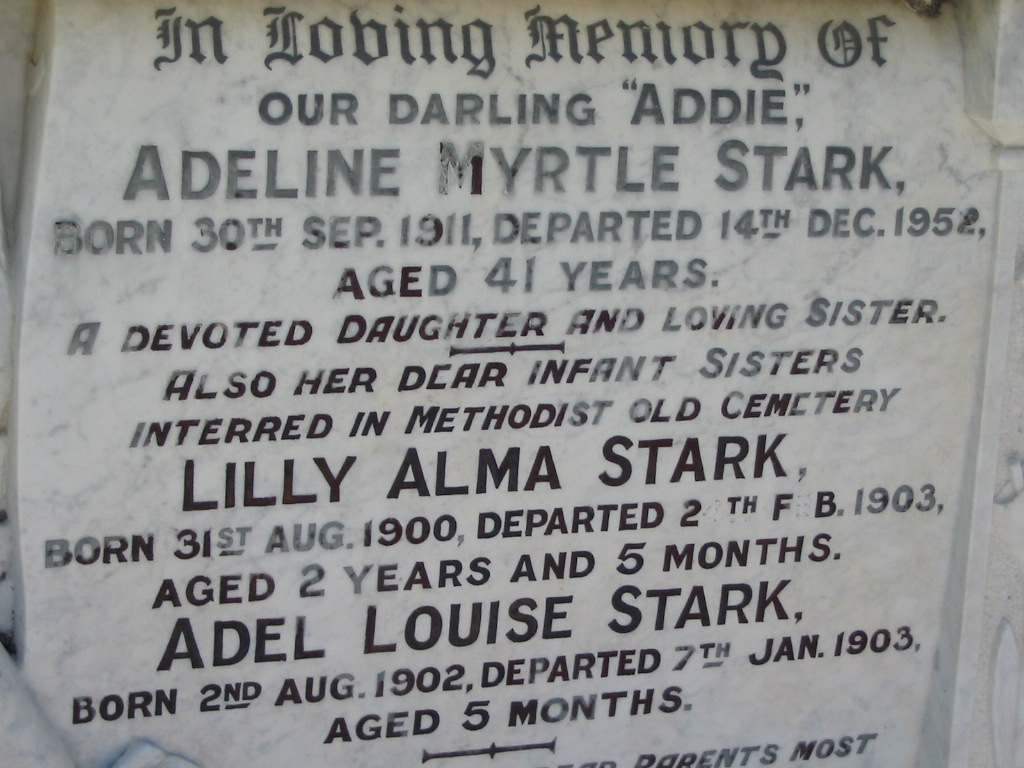 In Loving Memory Of
OUR DARLING "ADDIE,"
ADELINE MYRTLE STARK,
BORN 30TH SEP. 1911, DEPARTED 14TH DEC. 1952,
AGED 41 YEARS.
A DEVOTED DAUGHTER AND LOVING SISTER.
ALSO HER DEAR INFANT SISTERS
INTERRED IN METHODIST OLD CEMETERY
LILLY ALMA STARK,
BORN 31ST AUG. 1900, DEPARTED 2 TH F B. 1903,
AGED 2 YEARS AND 5 MONTHS.
ADEL LOUISE STARK,
BORN 2ND AUG. 1902, DEPARTED 7TH JAN. 1903,
AGED 5 MONTHS.
PARENTS MOST